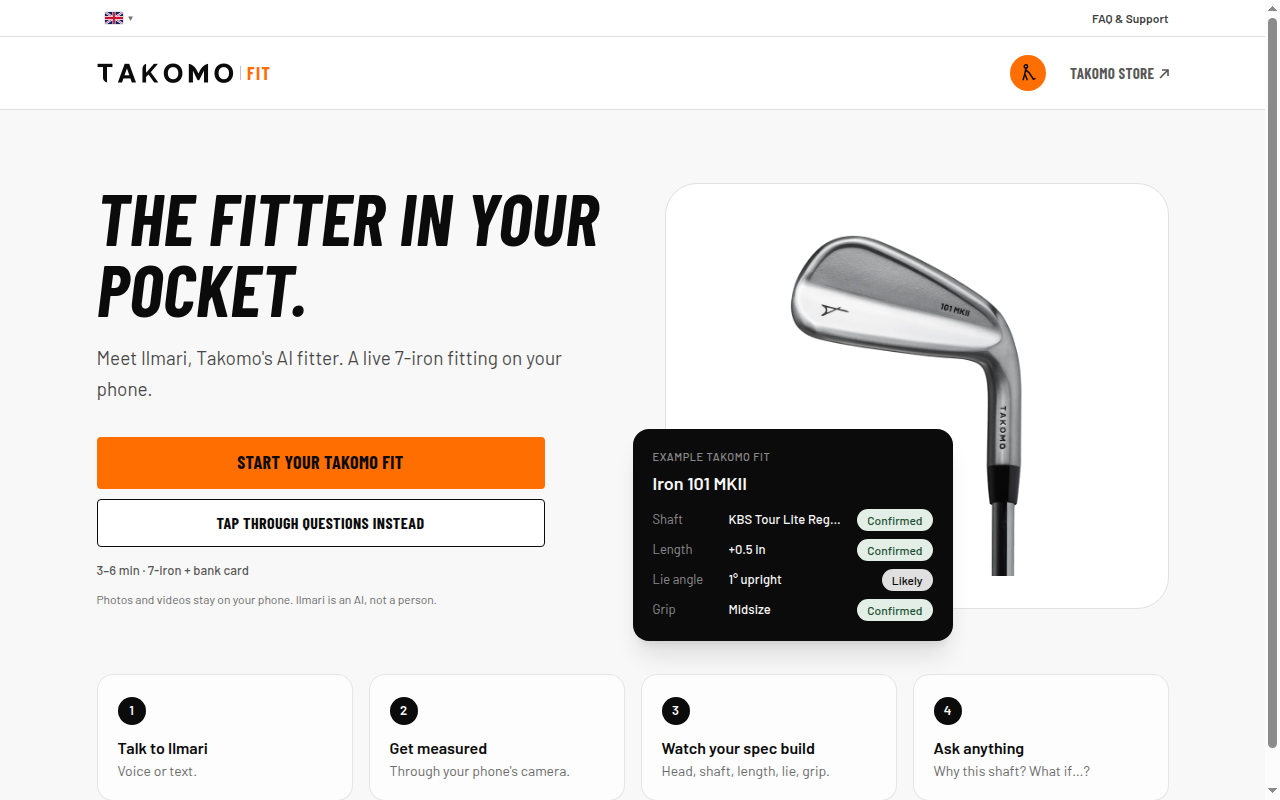 FAQ & Support
TAKOMO FIT
TAKOMO STORE
THE FITTER IN YOUR
POCKET.
Meet Ilmari, Takomo's AI fitter. A live 7-iron fitting on your
phone.
START YOUR TAKOMO FIT
TAP THROUGH QUESTIONS INSTEAD
3–6 min · 7-iron + bank card
Photos and videos stay on your phone. Ilmari is an AI, not a person.
101 MKII
TAKOMO
EXAMPLE TAKOMO FIT
Iron 101 MKII
Shaft KBS Tour Lite Reg... Confirmed
Length +0.5 in Confirmed
Lie angle 1° upright Likely
Grip Midsize Confirmed
1
Talk to Ilmari
Voice or text.
2
Get measured
Through your phone's camera.
3
Watch your spec build
Head, shaft, length, lie, grip.
4
Ask anything
Why this shaft? What if...?